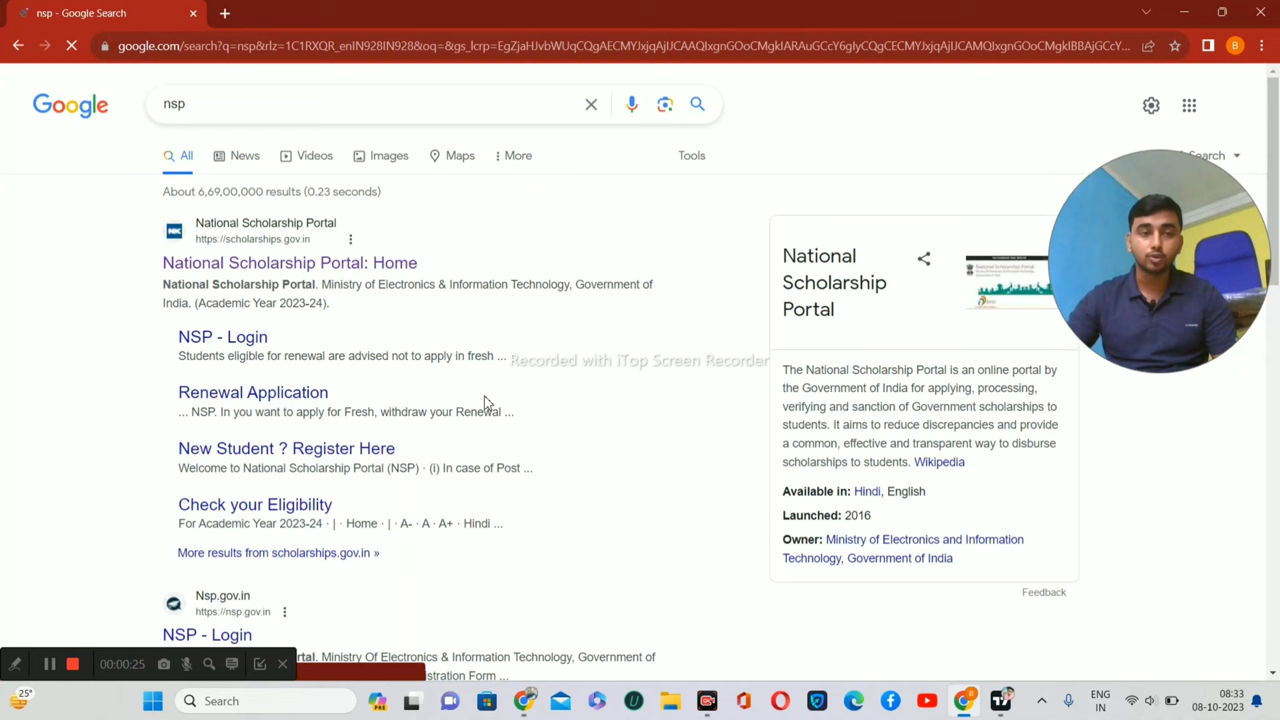 nsp - Google Search
google.com/search?q=nsp&rlz=1C1RXQR_enIN928IN928&oq=&gs_lcrp=
Google
nsp
All News Videos Images Maps More Tools
Search
About 6,69,00,000 results (0.23 seconds)
National Scholarship Portal
https://scholarships.gov.in
National Scholarship Portal: Home
National Scholarship Portal. Ministry of Electronics & Information Technology, Government of
India. (Academic Year 2023-24).
NSP - Login
Students eligible for renewal are advised not to apply in fresh ...
Renewal Application
... NSP. In you want to apply for Fresh, withdraw your Renewal ...
New Student ? Register Here
Welcome to National Scholarship Portal (NSP) · (i) In case of Post ...
Check your Eligibility
For Academic Year 2023-24 · | · Home · | · A- · A · A+ · Hindi ...
More results from scholarships.gov.in »
Nsp.gov.in
https://nsp.gov.in
NSP - Login
Ministry Of Electronics & Information Technology, Government of
Form ...
Recorded with iTop Screen Recorder
National
Scholarship
Portal
The National Scholarship Portal is an online portal by
the Government of India for applying, processing,
verifying and sanction of Government scholarships to
students. It aims to reduce discrepancies and provide
a common, effective and transparent way to disburse
scholarships to students. Wikipedia
Available in: Hindi, English
Launched: 2016
Owner: Ministry of Electronics and Information
Technology, Government of India
Feedback
00:00:25
25°
Search
ENG
IN
08:33
08-10-2023